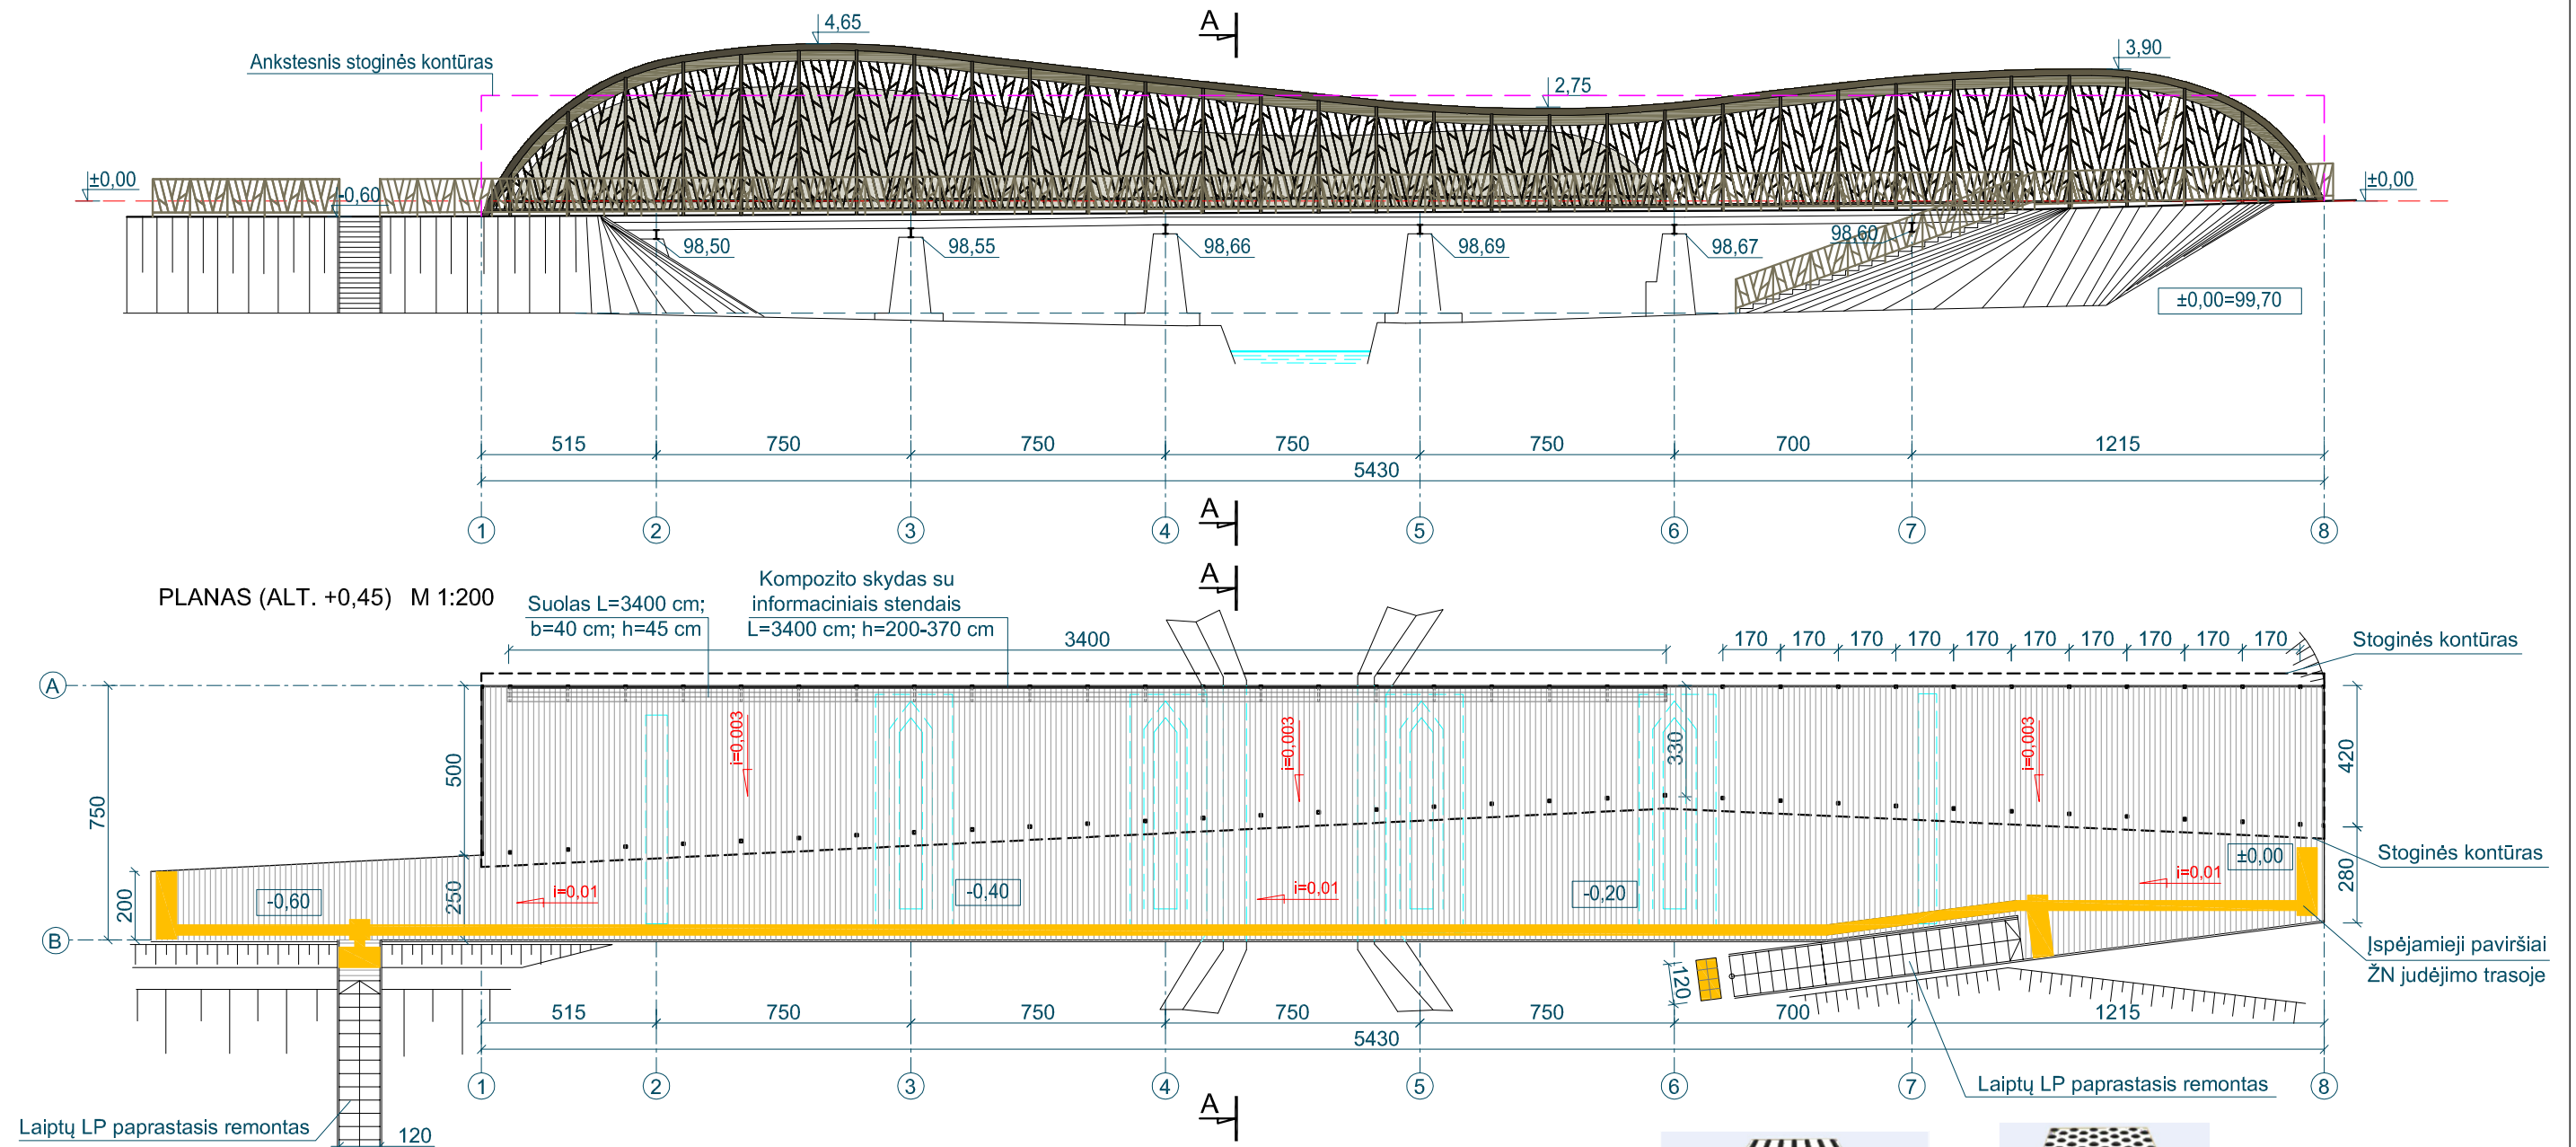 A
4,65
3,90
Ankstesnis stoginės kontūras
2,75
±0,00
-0,60
±0,00
98,50
98,55
98,66
98,69
98,67
98,60
±0,00=99,70
515 750 750 750 750 700 1215
5430
A
1 2 3 4 5 6 7 8
PLANAS (ALT. +0,45) M 1:200
Suolas L=3400 cm;
b=40 cm; h=45 cm
Kompozito skydas su
informaciniais stendais
L=3400 cm; h=200-370 cm
A
3400
170 170 170 170 170 170 170 170 170 170
Stoginės kontūras
A
750
500
i=0,003
i=0,003
330
i=0,003
420
Stoginės kontūras
200
-0,60
250
i=0,01
-0,40
i=0,01
-0,20
i=0,01
±0,00
280
B
Įspėjamieji paviršiai
ŽN judėjimo trasoje
120
515 750 750 750 750 700 1215
5430
1 2 3 4 5 6 7 8
Laiptų LP paprastasis remontas
A
Laiptų LP paprastasis remontas
120